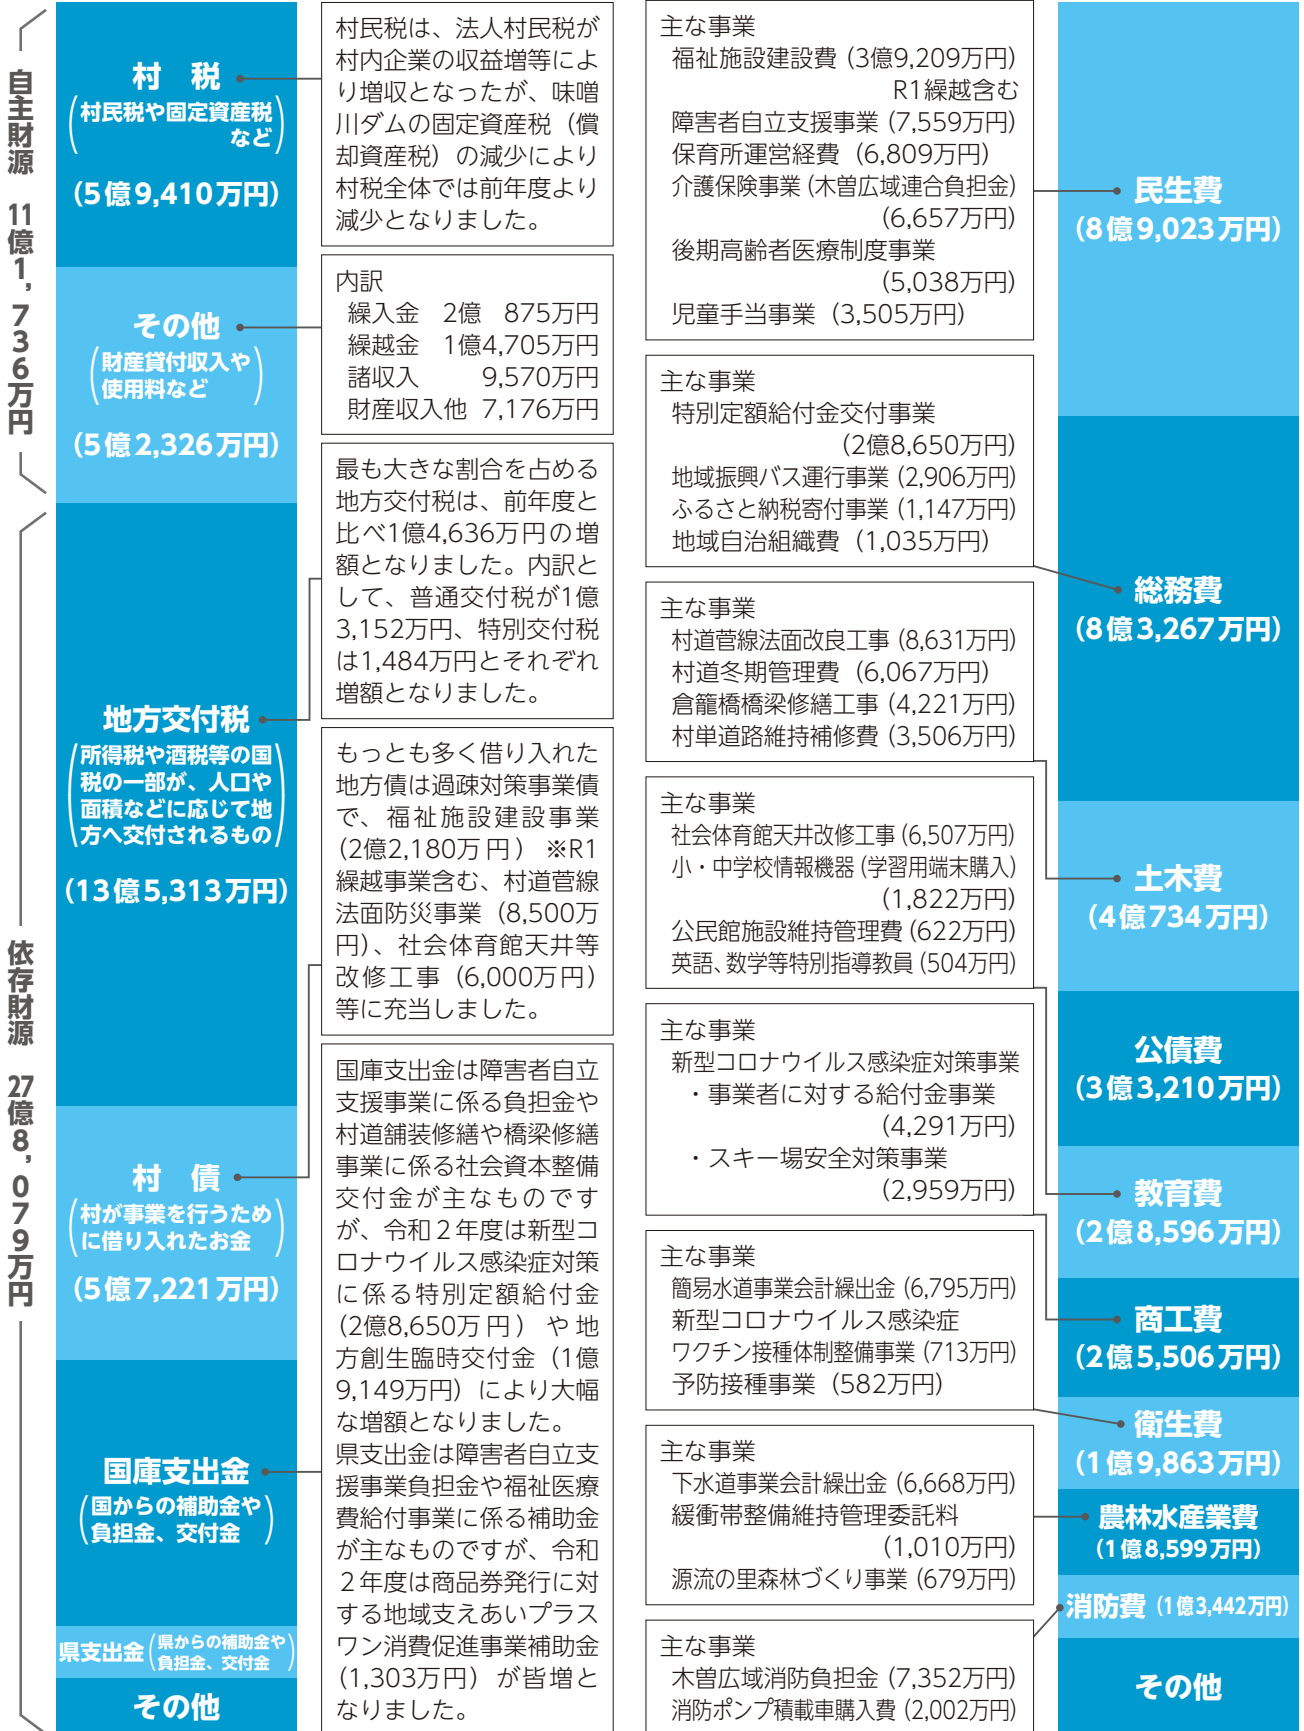 自主財源 11億1,736万円
依存財源 27億8,079万円
村 税
(村民税や固定資産税
など)
(5億9,410万円)
その他
(財産貸付収入や
使用料など)
(5億2,326万円)
地方交付税
(所得税や酒税等の国
税の一部が、人口や
面積などに応じて地
方へ交付されるもの)
(13億5,313万円)
村 債
(村が事業を行うため
に借り入れたお金)
(5億7,221万円)
国庫支出金
(国からの補助金や
負担金、交付金)
県支出金(県からの補助金や
負担金、交付金)
その他
村民税は、法人村民税が
村内企業の収益増等によ
り増収となったが、味噌
川ダムの固定資産税（償
却資産税）の減少により
村税全体では前年度より
減少となりました。
内訳
繰入金 2億 875万円
繰越金 1億4,705万円
諸収入 9,570万円
財産収入他 7,176万円
最も大きな割合を占める
地方交付税は、前年度と
比べ1億4,636万円の増
額となりました。内訳と
して、普通交付税が1億
3,152万円、特別交付税
は1,484万円とそれぞれ
増額となりました。
もっとも多く借り入れた
地方債は過疎対策事業債
で、福祉施設建設事業
(2億2,180万円) ※R1
繰越事業含む、村道菅線
法面防災事業（8,500万
円)、社会体育館天井等
改修工事（6,000万円）
等に充当しました。
国庫支出金は障害者自立
支援事業に係る負担金や
村道舗装修繕や橋梁修繕
事業に係る社会資本整備
交付金が主なものです
が、令和２年度は新型コ
ロナウイルス感染症対策
に係る特別定額給付金
(2億8,650万円) や地
方創生臨時交付金（1億
9,149万円）により大幅
な増額となりました。
県支出金は障害者自立支
援事業負担金や福祉医療
費給付事業に係る補助金
が主なものですが、令和
２年度は商品券発行に対
する地域支えあいプラス
ワン消費促進事業補助金
(1,303万円) が皆増と
なりました。
主な事業
福祉施設建設費 (3億9,209万円)
R1繰越含む
障害者自立支援事業 (7,559万円)
保育所運営経費 (6,809万円)
介護保険事業 (木曽広域連合負担金)
(6,657万円)
後期高齢者医療制度事業
(5,038万円)
児童手当事業 (3,505万円)
主な事業
特別定額給付金交付事業
(2億8,650万円)
地域振興バス運行事業 (2,906万円)
ふるさと納税寄付事業 (1,147万円)
地域自治組織費 (1,035万円)
主な事業
村道菅線法面改良工事 (8,631万円)
村道冬期管理費 (6,067万円)
倉籠橋橋梁修繕工事 (4,221万円)
村単道路維持補修費 (3,506万円)
主な事業
社会体育館天井改修工事 (6,507万円)
小・中学校情報機器 (学習用端末購入)
(1,822万円)
公民館施設維持管理費 (622万円)
英語、数学等特別指導教員 (504万円)
主な事業
新型コロナウイルス感染症対策事業
・事業者に対する給付金事業
(4,291万円)
・スキー場安全対策事業
(2,959万円)
主な事業
簡易水道事業会計繰出金 (6,795万円)
新型コロナウイルス感染症
ワクチン接種体制整備事業 (713万円)
予防接種事業 (582万円)
主な事業
下水道事業会計繰出金 (6,668万円)
緩衝帯整備維持管理委託料
(1,010万円)
源流の里森林づくり事業 (679万円)
主な事業
木曽広域消防負担金 (7,352万円)
消防ポンプ積載車購入費 (2,002万円)
民生費
(8億9,023万円)
総務費
(8億3,267万円)
土木費
(4億734万円)
公債費
(3億3,210万円)
教育費
(2億8,596万円)
商工費
(2億5,506万円)
衛生費
(1億9,863万円)
農林水産業費
(1億8,599万円)
消防費 (1億3,442万円)
その他